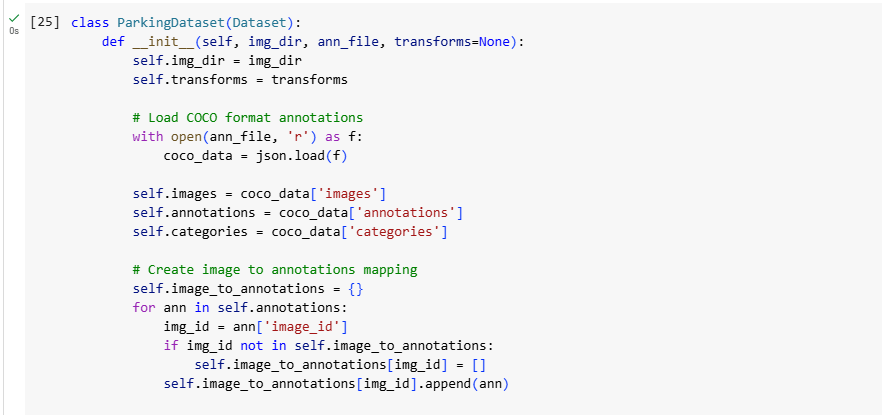 [25] class ParkingDataset(Dataset):
0s
    def __init__(self, img_dir, ann_file, transforms=None):
        self.img_dir = img_dir
        self.transforms = transforms

        # Load COCO format annotations
        with open(ann_file, 'r') as f:
            coco_data = json.load(f)

        self.images = coco_data['images']
        self.annotations = coco_data['annotations']
        self.categories = coco_data['categories']

        # Create image to annotations mapping
        self.image_to_annotations = {}
        for ann in self.annotations:
            img_id = ann['image_id']
            if img_id not in self.image_to_annotations:
                self.image_to_annotations[img_id] = []
            self.image_to_annotations[img_id].append(ann)